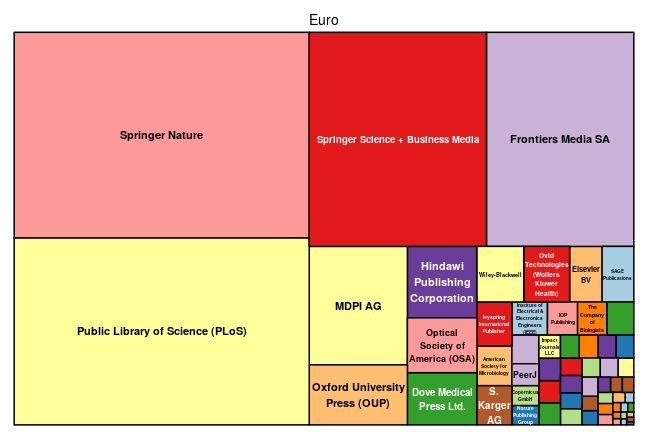 Euro
Springer Nature
Springer Science + Business Media
Frontiers Media SA
Public Library of Science (PLoS)
MDPI AG
Oxford University
Press (OUP)
Hindawi
Publishing
Corporation
Optical
Society of
America (OSA)
Dove Medical
Press Ltd.
Wiley-Blackwell
Ovid
Technologies
(Wolters
Kluwer
Health)
Elsevier
BV
SAGE
Publications
Ivyspring
International
Publisher
American
Society for
Microbiology
S.
Karger
AG
Institute of
Electrical &
Electronics
Engineers
(IEEE)
IOP
Publishing
The
Company
of
Biologists
PeerJ
Copernicus
GmbH
Nature
Publishing
Group
Impact
Journals
LLC